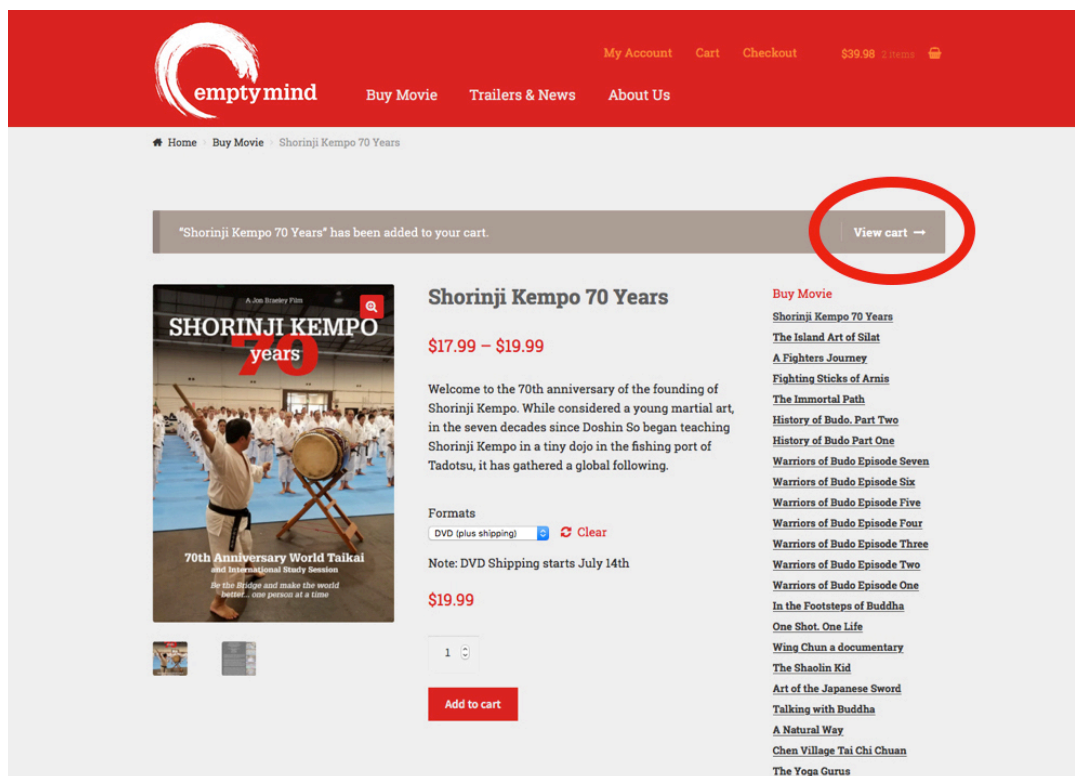 My Account Cart Checkout $39.98 2 items
emptymind
Buy Movie Trailers & News About Us
Home Buy Movie Shorinji Kempo 70 Years
"Shorinji Kempo 70 Years" has been added to your cart.
View cart →
A Jon Braeley Film
SHORINJI KEMPO
70
years
70th Anniversary World Taikai
and International Study Session
Be the Bridge and make the world
better... one person at a time
Shorinji Kempo 70 Years
$17.99 – $19.99
Welcome to the 70th anniversary of the founding of
Shorinji Kempo. While considered a young martial art,
in the seven decades since Doshin So began teaching
Shorinji Kempo in a tiny dojo in the fishing port of
Tadotsu, it has gathered a global following.
Formats
DVD (plus shipping) Clear
Note: DVD Shipping starts July 14th
$19.99
1
Add to cart
Buy Movie
Shorinji Kempo 70 Years
The Island Art of Silat
A Fighters Journey
Fighting Sticks of Arnis
The Immortal Path
History of Budo. Part Two
History of Budo Part One
Warriors of Budo Episode Seven
Warriors of Budo Episode Six
Warriors of Budo Episode Five
Warriors of Budo Episode Four
Warriors of Budo Episode Three
Warriors of Budo Episode Two
Warriors of Budo Episode One
In the Footsteps of Buddha
One Shot. One Life
Wing Chun a documentary
The Shaolin Kid
Art of the Japanese Sword
Talking with Buddha
A Natural Way
Chen Village Tai Chi Chuan
The Yoga Gurus